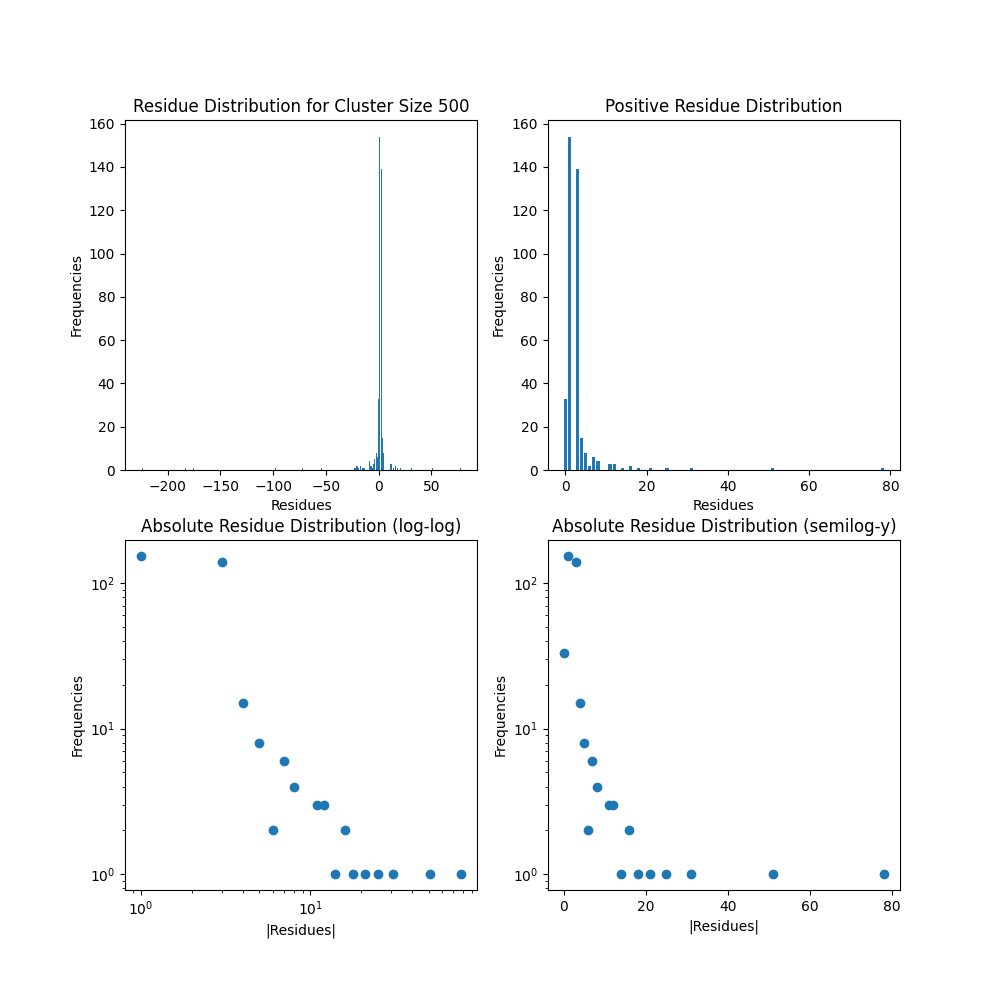 Residue Distribution for Cluster Size 500
160
140
120
100
80
60
40
20
0
Frequencies
−200 −150 −100 −50 0 50
Residues
Positive Residue Distribution
160
140
120
100
80
60
40
20
0
Frequencies
0 20 40 60 80
Residues
Absolute Residue Distribution (log-log)
10²
10¹
10⁰
Frequencies
10⁰ 10¹
|Residues|
Absolute Residue Distribution (semilog-y)
10²
10¹
10⁰
Frequencies
0 20 40 60 80
|Residues|